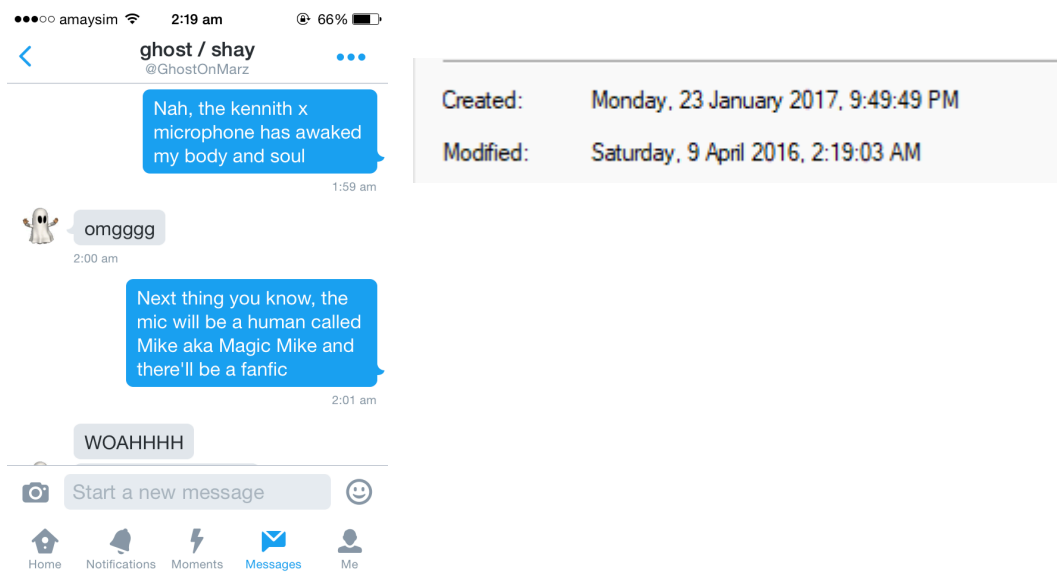 amaysim 2:19 am 66%
ghost / shay
@GhostOnMarz
Nah, the kennith x
microphone has awaked
my body and soul
1:59 am
omgggg
2:00 am
Next thing you know, the
mic will be a human called
Mike aka Magic Mike and
there'll be a fanfic
2:01 am
WOAHHHH
Start a new message
Home Notifications Moments Messages Me
Created: Monday, 23 January 2017, 9:49:49 PM
Modified: Saturday, 9 April 2016, 2:19:03 AM